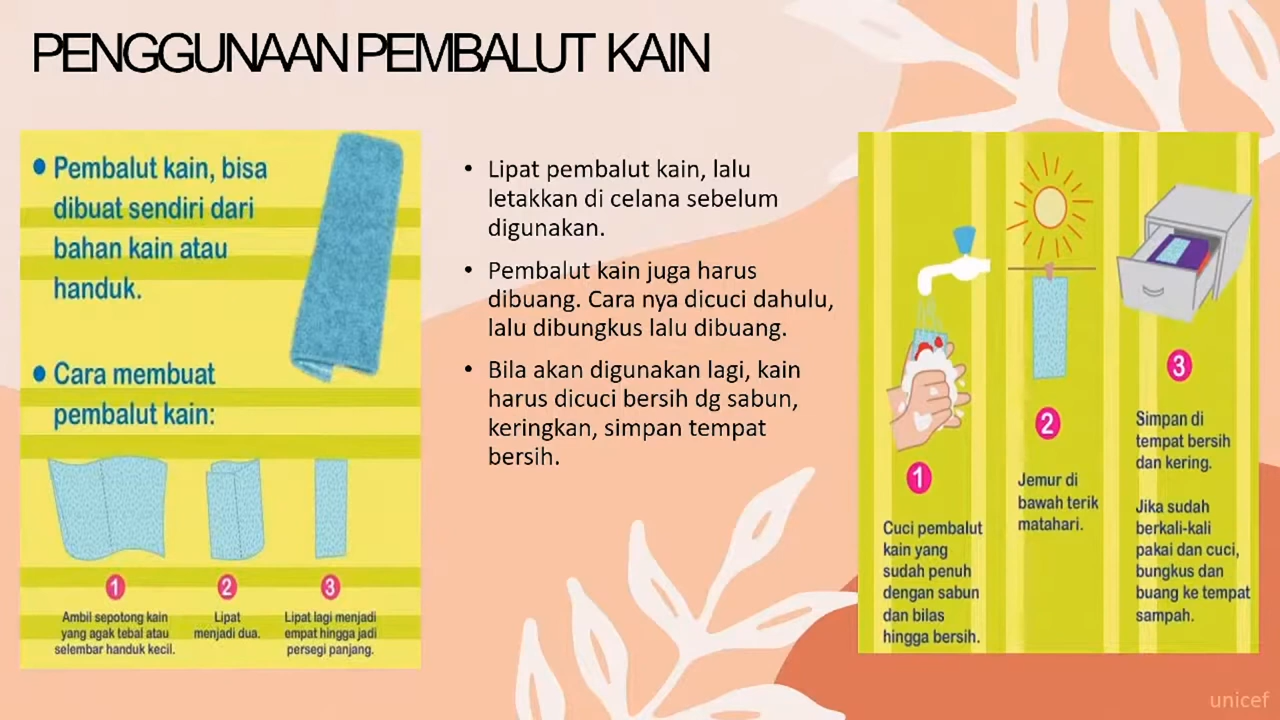 PENGGUNAAN PEMBALUT KAIN
• Pembalut kain, bisa
dibuat sendiri dari
bahan kain atau
handuk.
• Cara membuat
pembalut kain:
1
Ambil sepotong kain
yang agak tebal atau
selembar handuk kecil.
2
Lipat
menjadi dua.
3
Lipat lagi menjadi
empat hingga jadi
persegi panjang.
• Lipat pembalut kain, lalu
letakkan di celana sebelum
digunakan.
• Pembalut kain juga harus
dibuang. Cara nya dicuci dahulu,
lalu dibungkus lalu dibuang.
• Bila akan digunakan lagi, kain
harus dicuci bersih dg sabun,
keringkan, simpan tempat
bersih.
1
Cuci pembalut
kain yang
sudah penuh
dengan sabun
dan bilas
hingga bersih.
2
Jemur di
bawah terik
matahari.
3
Simpan di
tempat bersih
dan kering.
Jika sudah
berkali-kali
pakai dan cuci,
bungkus dan
buang ke tempat
sampah.
unicef